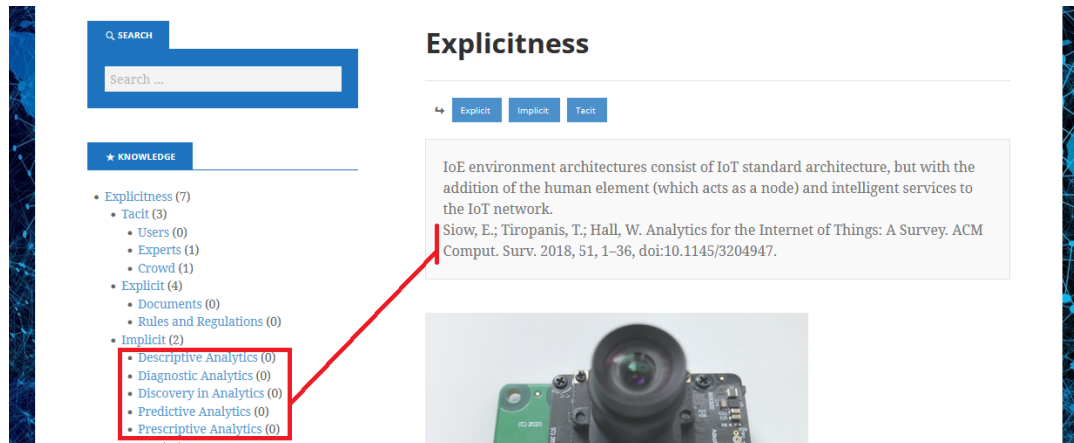 SEARCH
Search ...
★ KNOWLEDGE
• Explicitness (7)
• Tacit (3)
• Users (0)
• Experts (1)
• Crowd (1)
• Explicit (4)
• Documents (0)
• Rules and Regulations (0)
• Implicit (2)
• Descriptive Analytics (0)
• Diagnostic Analytics (0)
• Discovery in Analytics (0)
• Predictive Analytics (0)
• Prescriptive Analytics (0)
Explicitness
Explicit Implicit Tacit
IoE environment architectures consist of IoT standard architecture, but with the
addition of the human element (which acts as a node) and intelligent services to
the IoT network.
Siow, E.; Tiropanis, T.; Hall, W. Analytics for the Internet of Things: A Survey. ACM
Comput. Surv. 2018, 51, 1–36, doi:10.1145/3204947.
(C) 2020